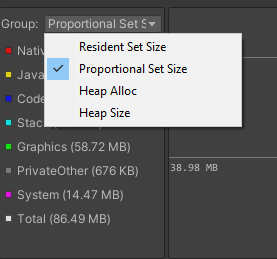 Group: Proportional Set S
Resident Set Size
Proportional Set Size
Heap Alloc
Heap Size
Nati
Java
Code
Stac
Graphics (58.72 MB)
PrivateOther (676 KB)
System (14.47 MB)
Total (86.49 MB)
38.98 MB